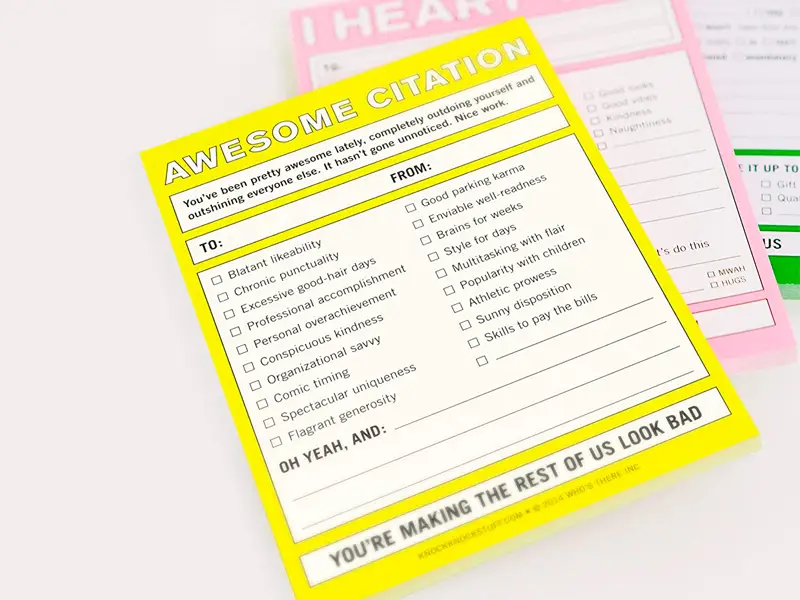 AWESOME CITATION
You've been pretty awesome lately, completely outdoing yourself and
outshining everyone else. It hasn't gone unnoticed. Nice work.
TO:
FROM:
Blatant likeability
Chronic punctuality
Excessive good-hair days
Professional accomplishment
Personal overachievement
Conspicuous kindness
Organizational savvy
Comic timing
Spectacular uniqueness
Flagrant generosity
Good parking karma
Enviable well-readness
Brains for weeks
Style for days
Multitasking with flair
Popularity with children
Athletic prowess
Sunny disposition
Skills to pay the bills
OH YEAH, AND:
YOU'RE MAKING THE REST OF US LOOK BAD
KNOCKKNOCKSTUFF.COM • © 2014 WHO'S THERE INC.
I HEART
TO:
Good looks
Good vibes
Kindness
Naughtiness
t's do this
MWAH
HUGS
E IT UP TO
Gift
Qua
US